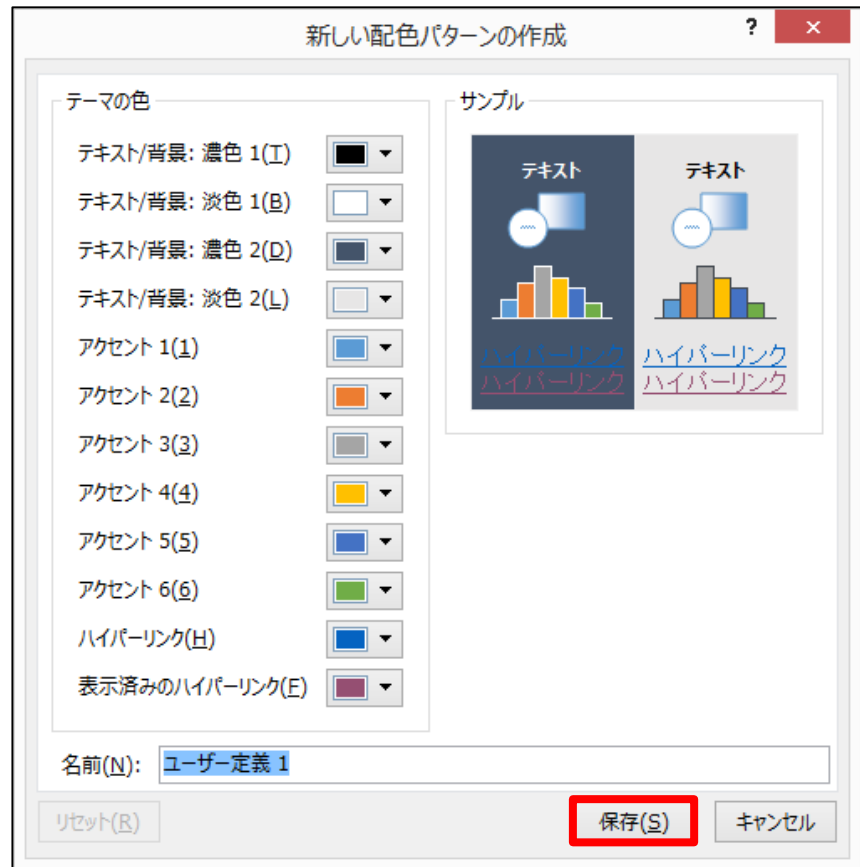 新しい配色パターンの作成
?
×
テーマの色
テキスト/背景: 濃色 1(T)
テキスト/背景: 淡色 1(B)
テキスト/背景: 濃色 2(D)
テキスト/背景: 淡色 2(L)
アクセント 1(1)
アクセント 2(2)
アクセント 3(3)
アクセント 4(4)
アクセント 5(5)
アクセント 6(6)
ハイパーリンク(H)
表示済みのハイパーリンク(F)
サンプル
テキスト
ハイパーリンク
ハイパーリンク
テキスト
ハイパーリンク
ハイパーリンク
名前(N): ユーザー定義 1
リセット(R)
保存(S)
キャンセル